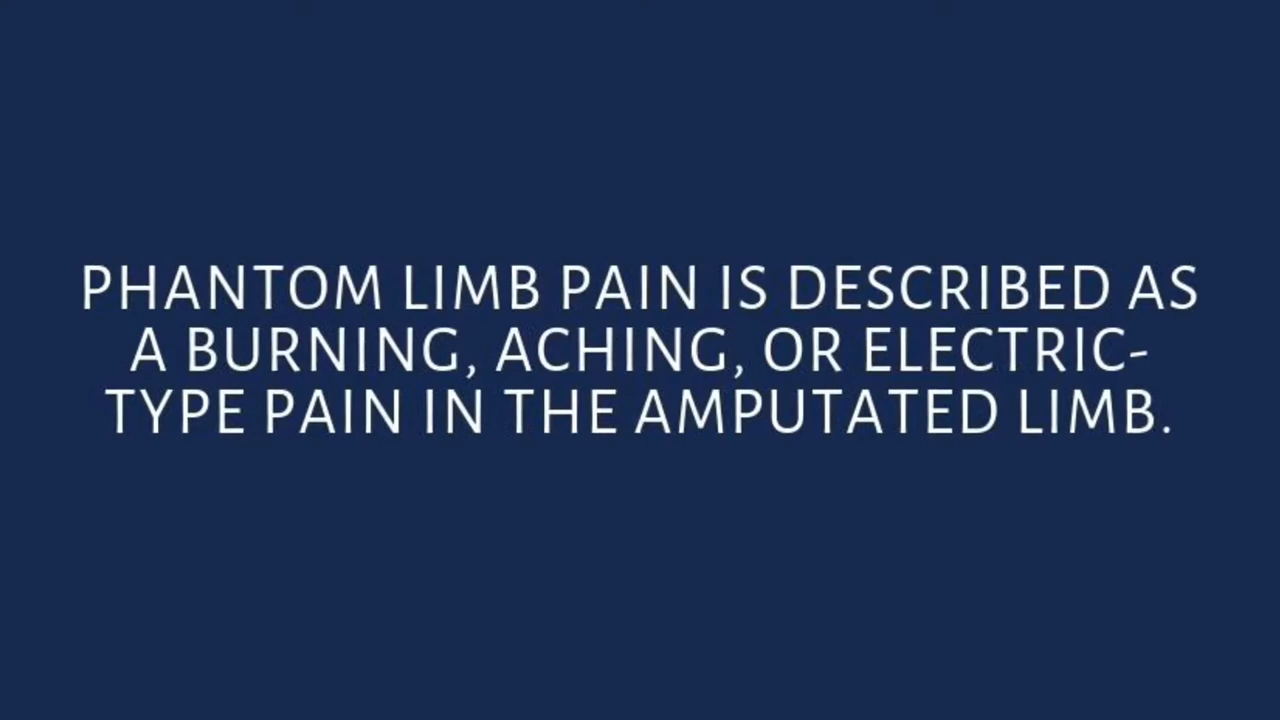 PHANTOM LIMB PAIN IS DESCRIBED AS
A BURNING, ACHING, OR ELECTRIC-
TYPE PAIN IN THE AMPUTATED LIMB.